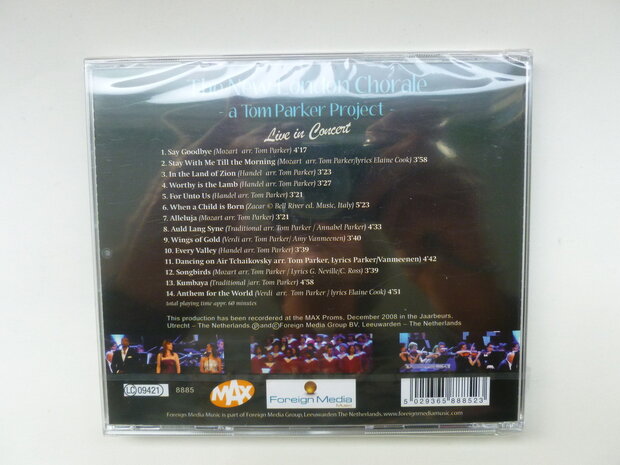 The New London Chorale
- a Tom Parker Project -
Live in Concert
1. Say Goodbye (Mozart arr. Tom Parker) 4'17
2. Stay With Me Till the Morning (Mozart arr. Tom Parker/lyrics Elaine Cook) 3'58
3. In the Land of Zion (Handel arr. Tom Parker) 3'23
4. Worthy is the Lamb (Handel arr. Tom Parker) 3'27
5. For Unto Us (Handel arr. Tom Parker) 3'21
6. When a Child is Born (Zacar © Bell River ed. Music, Italy) 5'23
7. Alleluja (Mozart arr. Tom Parker) 3'21
8. Auld Lang Syne (Traditional arr. Tom Parker / Annabel Parker) 4'33
9. Wings of Gold (Verdi arr. Tom Parker/ Amy Vanmeenen) 3'40
10. Every Valley (Handel arr. Tom Parker) 3'39
11. Dancing on Air Tchaikovsky arr. Tom Parker, Lyrics Parker/Vanmeenen) 4'42
12. Songbirds (Mozart arr. Tom Parker / Lyrics G. Neville/C. Ross) 3'39
13. Kumbaya (Traditional )arr. Tom Parker) 4'58
14. Anthem for the World (Verdi arr. Tom Parker / lyrics Elaine Cook) 4'51
total playing time appr. 60 minutes
This production has been recordered at the MAX Proms, December 2008 in the Jaarbeurs,
Utrecht – The Netherlands. ℗and©Foreign Media Group BV, Leeuwarden – The Netherlands
LC 09421
8885
MAX
Foreign Media
Music
5 029365 888523
Foreign Media Music is part of Foreign Media Group, Leeuwarden The Netherlands, www.foreignmediamusic.com